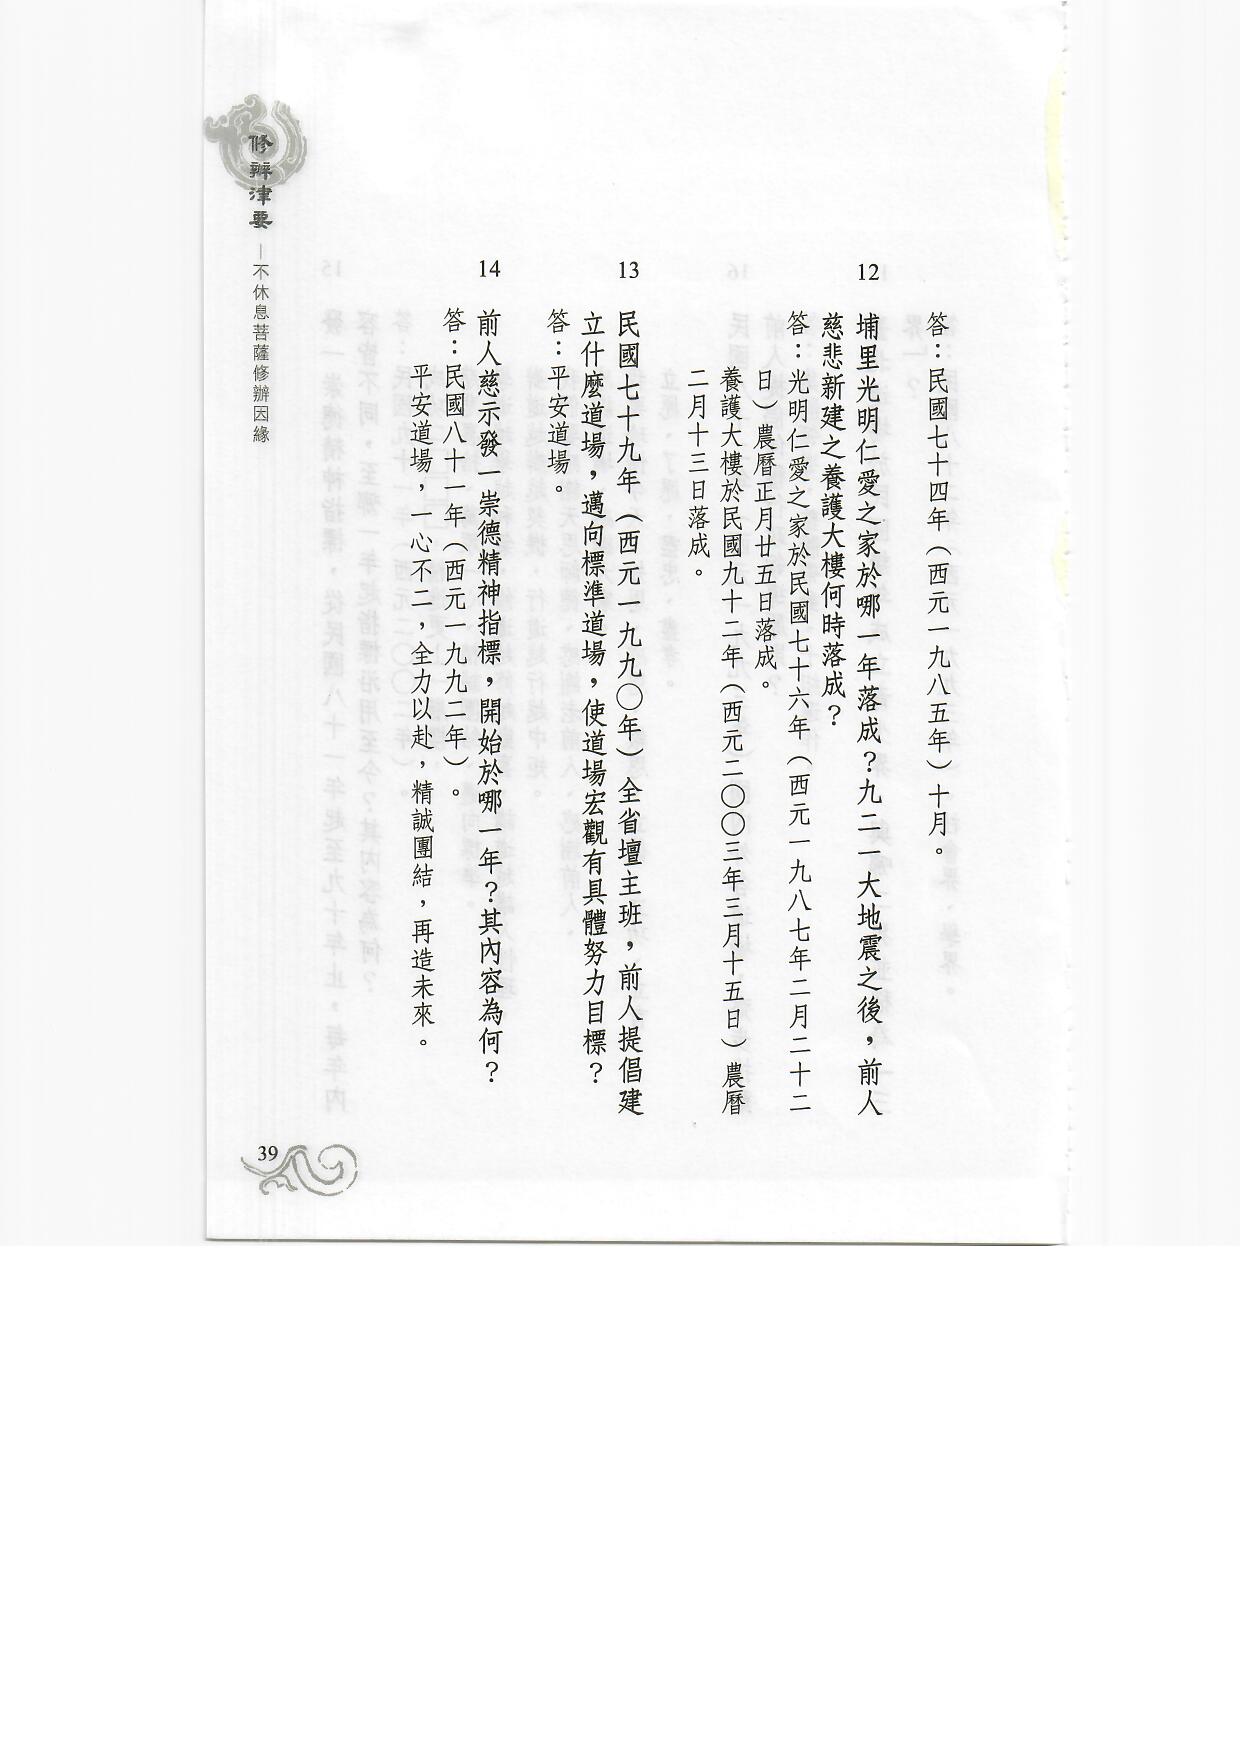 答：民國七十四年（西元一九八五年）十月。
12
埔里光明仁愛之家於哪一年落成？九二一大地震之後，前人
慈悲新建之養護大樓何時落成？
答：光明仁愛之家於民國七十六年（西元一九八七年二月二十二
日）農曆正月廿五日落成。
養護大樓於民國九十二年（西元二〇〇三年三月十五日）農曆
二月十三日落成。
13
民國七十九年（西元一九九〇年）全省壇主班，前人提倡建
立什麼道場，邁向標準道場，使道場宏觀有具體努力目標？
答：平安道場。
14
前人慈示發一崇德精神指標，開始於哪一年？其內容為何？
答：民國八十一年（西元一九九二年）。
平安道場，一心不二，全力以赴，精誠團結，再造未來。
修辦津要
－不休息菩薩修辦因緣
39